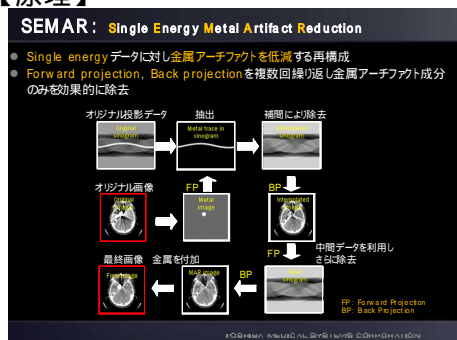 【原理】
SEMAR: Single Energy Metal Artifact Reduction
Single energyデータに対し金属アーチファクトを低減する再構成
Forward projection, Back projectionを複数回繰り返し金属アーチファクト成分
のみを効果的に除去
オリジナル投影データ 抽出 補間により除去
Original
sinogram
Metal trace in
sinogram
sinogram
オリジナル画像 FP BP
Original
Metal
image
Interpolated
FP 中間データを利用し
さらに除去
最終画像 金属を付加 BP
Final image
MAR image
MAR
sinogram
FP: Forward Projection
BP: Back Projection
TOSHIBA MEDICAL SYSTEMS CORPORATION